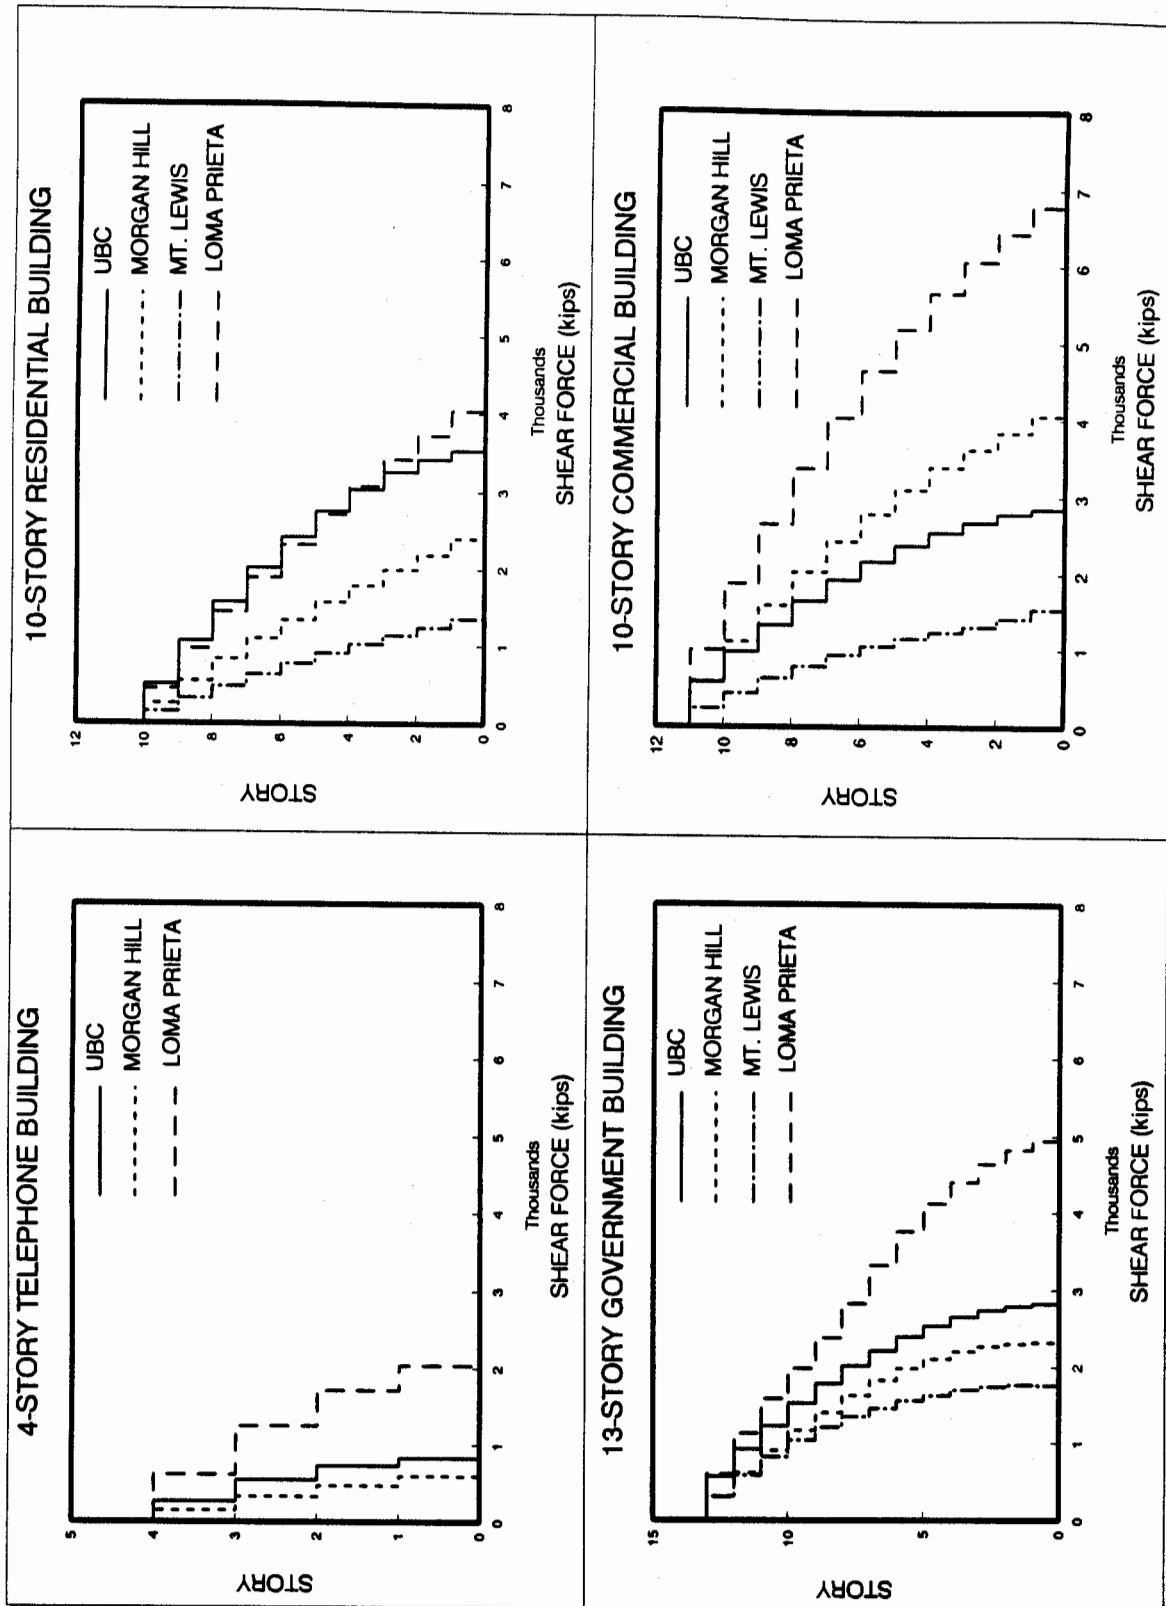 4-STORY TELEPHONE BUILDING
UBC
MORGAN HILL
LOMA PRIETA
STORY
5
4
3
2
1
0
0 1 2 3 4 5 6 7 8
Thousands
SHEAR FORCE (kips)
10-STORY RESIDENTIAL BUILDING
UBC
MORGAN HILL
MT. LEWIS
LOMA PRIETA
STORY
12
10
8
6
4
2
0
0 1 2 3 4 5 6 7 8
Thousands
SHEAR FORCE (kips)
13-STORY GOVERNMENT BUILDING
UBC
MORGAN HILL
MT. LEWIS
LOMA PRIETA
STORY
15
10
5
0
0 1 2 3 4 5 6 7 8
Thousands
SHEAR FORCE (kips)
10-STORY COMMERCIAL BUILDING
UBC
MORGAN HILL
MT. LEWIS
LOMA PRIETA
STORY
12
10
8
6
4
2
0
0 1 2 3 4 5 6 7 8
Thousands
SHEAR FORCE (kips)